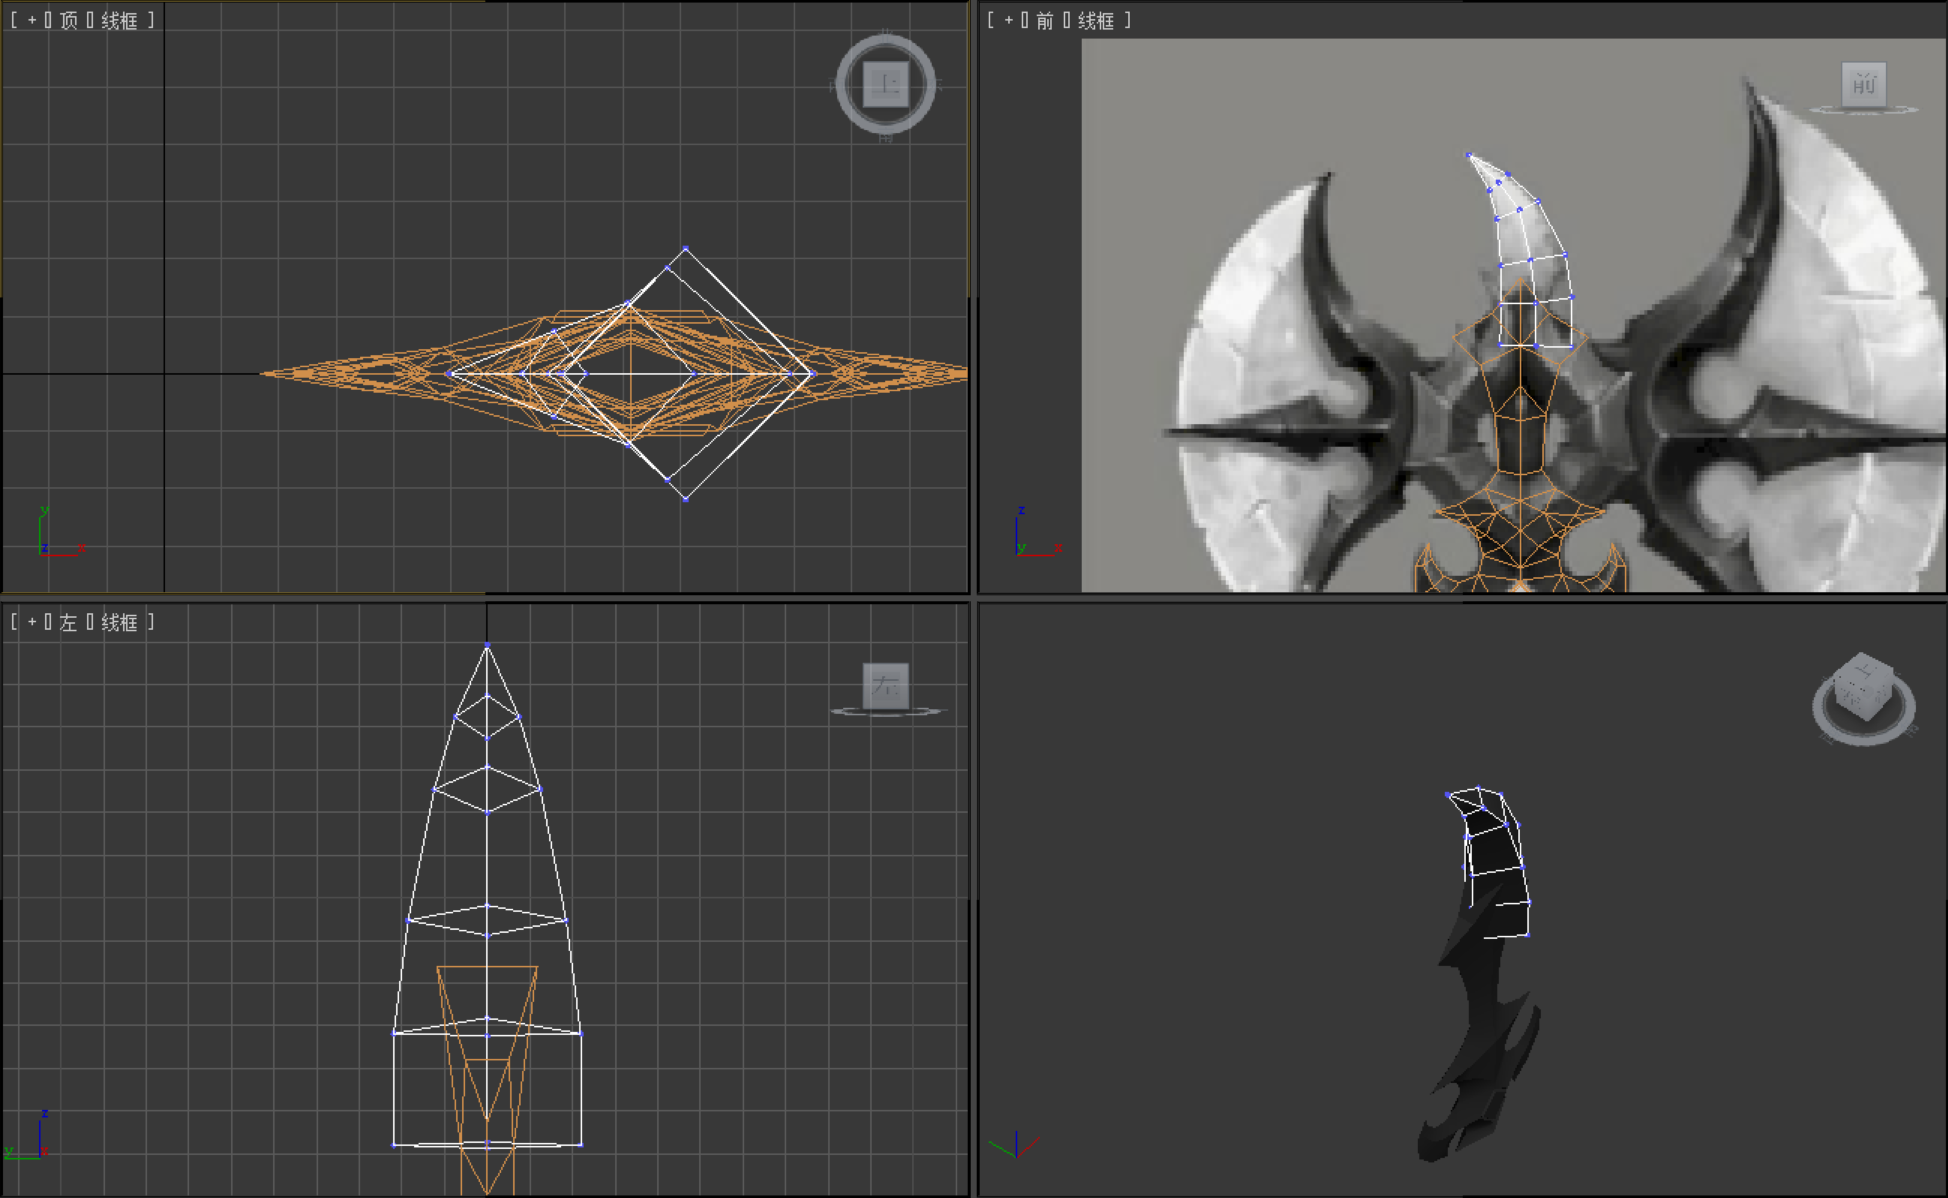 [ + ▯ 顶 ▯ 线框 ]
上
y
z x
[ + ▯ 前 ▯ 线框 ]
前
z
y x
[ + ▯ 左 ▯ 线框 ]
左
z
y x